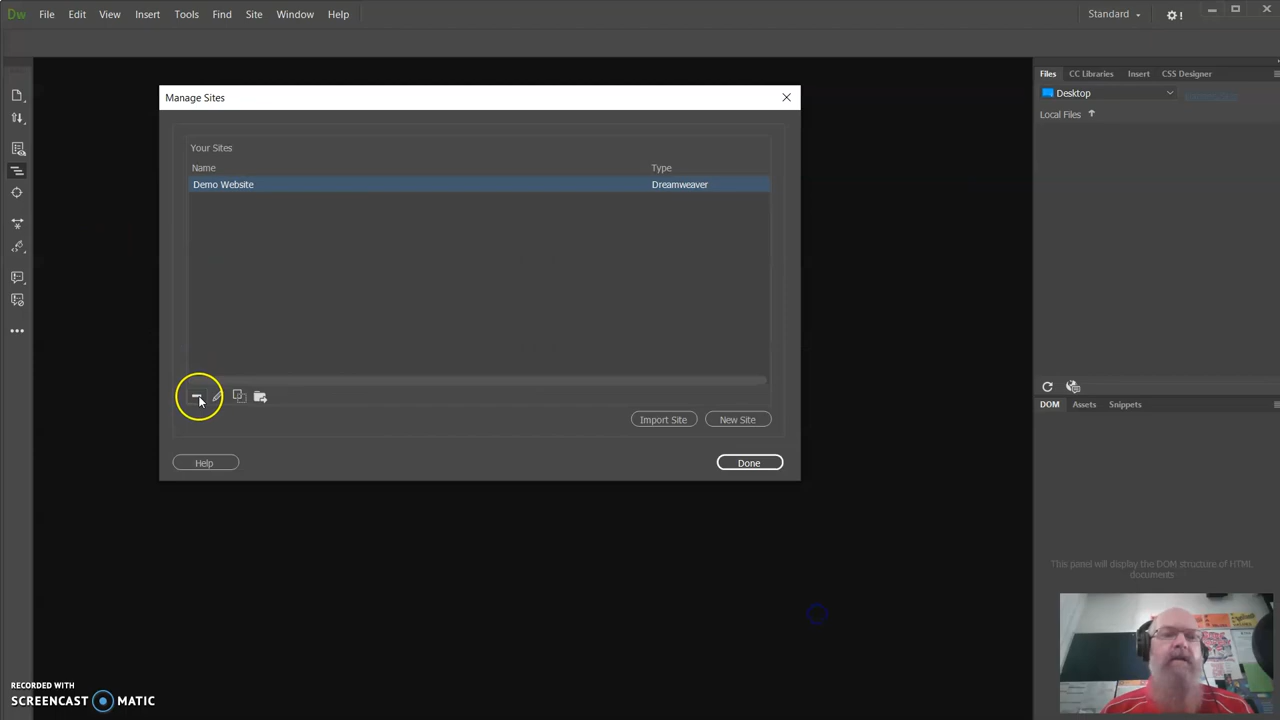 Dw File Edit View Insert Tools Find Site Window Help Standard !
Manage Sites
Files CC Libraries Insert CSS Designer
Desktop
Local Files
Your Sites
Name Type
Demo Website Dreamweaver
Import Site New Site
Help Done
DOM Assets Snippets
This panel will display the DOM structure of HTML
documents
RECORDED WITH
SCREENCAST MATIC